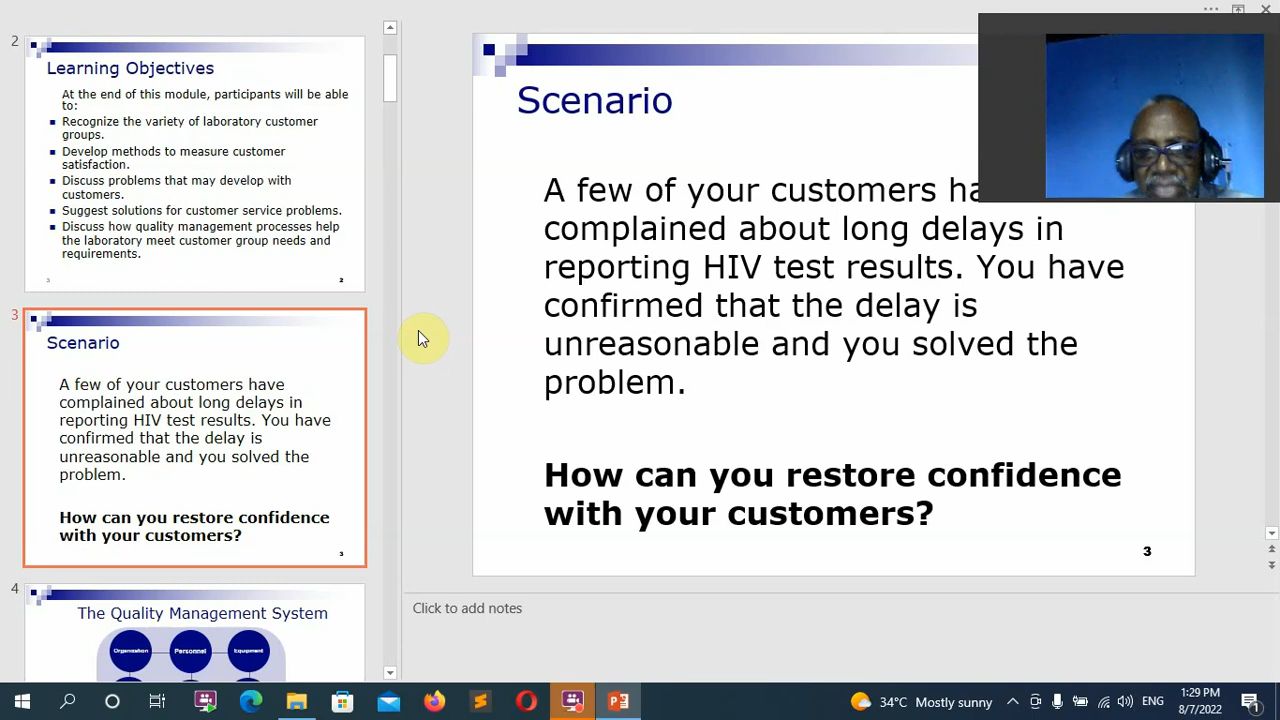 2
Learning Objectives
At the end of this module, participants will be able
to:
Recognize the variety of laboratory customer
groups.
Develop methods to measure customer
satisfaction.
Discuss problems that may develop with
customers.
Suggest solutions for customer service problems.
Discuss how quality management processes help
the laboratory meet customer group needs and
requirements.
3
2
3
Scenario
A few of your customers have
complained about long delays in
reporting HIV test results. You have
confirmed that the delay is
unreasonable and you solved the
problem.
How can you restore confidence
with your customers?
3
4
The Quality Management System
Organization Personnel Equipment
Scenario
A few of your customers ha
complained about long delays in
reporting HIV test results. You have
confirmed that the delay is
unreasonable and you solved the
problem.
How can you restore confidence
with your customers?
3
Click to add notes
34°C Mostly sunny
ENG
1:29 PM
8/7/2022
1